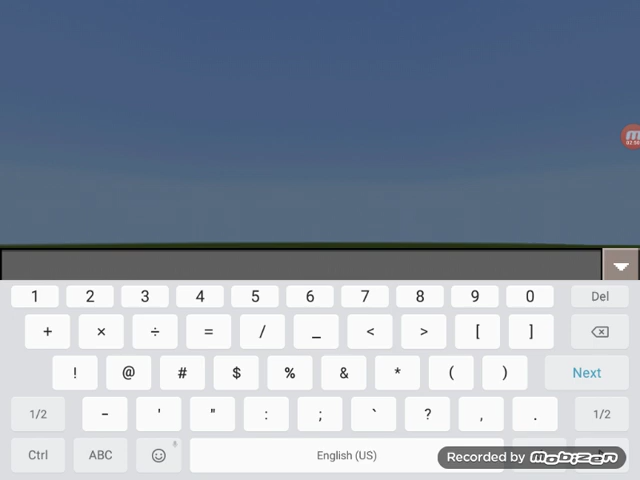 m
1 2 3 4 5 6 7 8 9 0 Del
+ × ÷ = / _ < > [ ]
! @ # $ % & * ( ) Next
1/2 - ' " : ; ` ? , . 1/2
Ctrl ABC English (US)
Recorded by mobizen